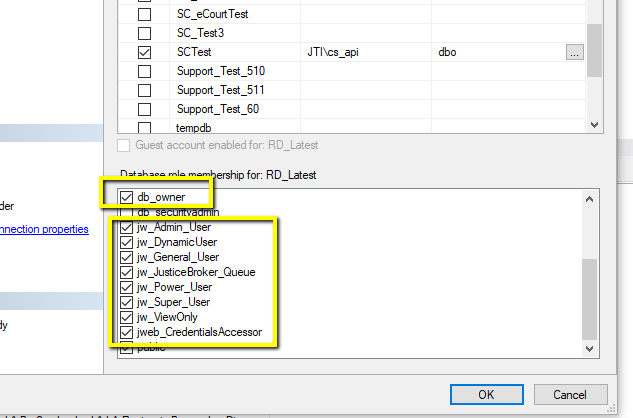 SC_eCourtTest
SC_Test3
SCTest JTI\cs_api dbo ...
Support_Test_510
Support_Test_511
Support_Test_60
tempdb
Guest account enabled for: RD_Latest
Database role membership for: RD_Latest
db_owner
db_securityadmin
jw_Admin_User
jw_DynamicUser
jw_General_User
jw_JusticeBroker_Queue
jw_Power_User
jw_Super_User
jw_ViewOnly
jweb_CredentialsAccessor
public
der
nnection properties
dy
OK Cancel